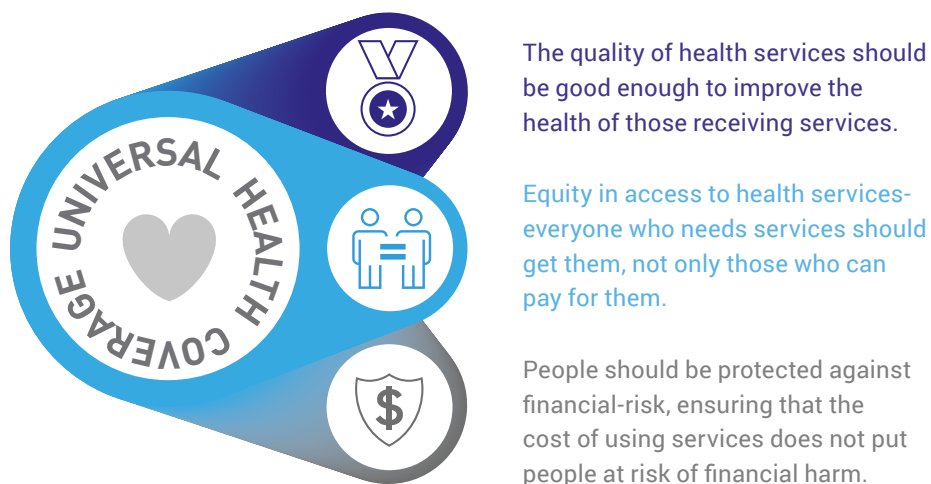 UNIVERSAL HEALTH COVERAGE
$
The quality of health services should
be good enough to improve the
health of those receiving services.
Equity in access to health services-
everyone who needs services should
get them, not only those who can
pay for them.
People should be protected against
financial-risk, ensuring that the
cost of using services does not put
people at risk of financial harm.